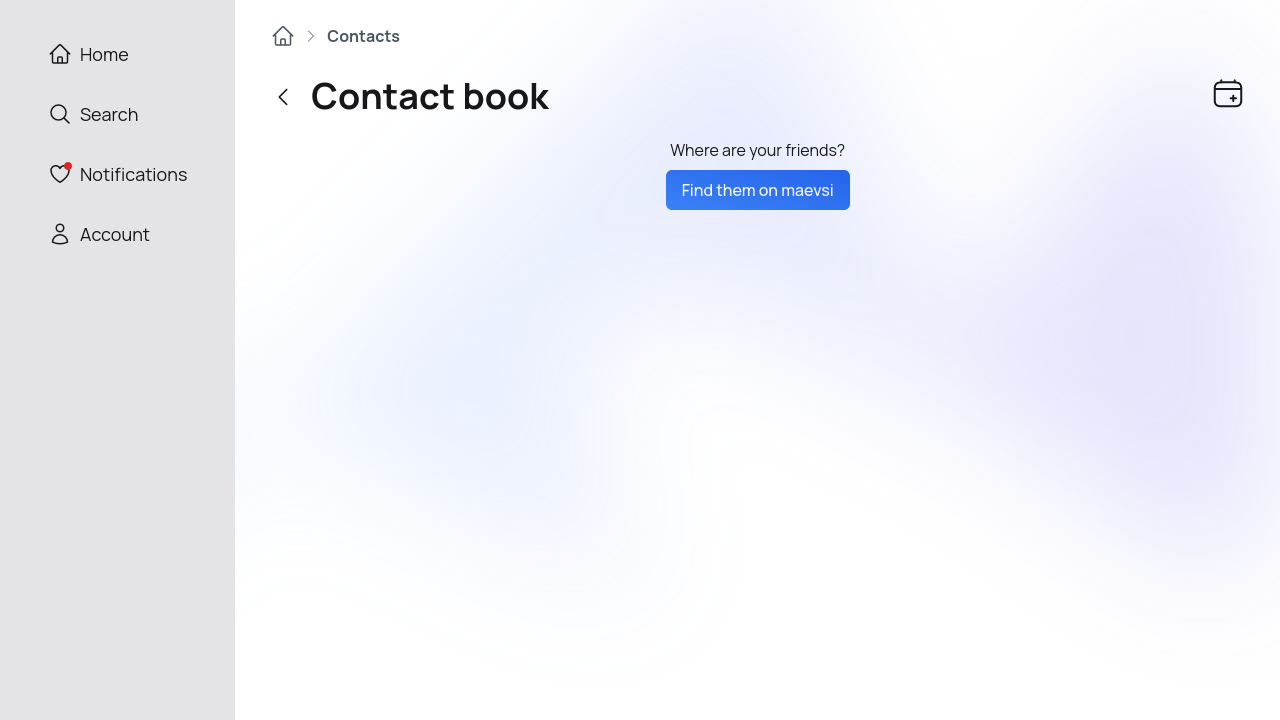 Home
Search
Notifications
Account
Contacts
Contact book
Where are your friends?
Find them on maevsi